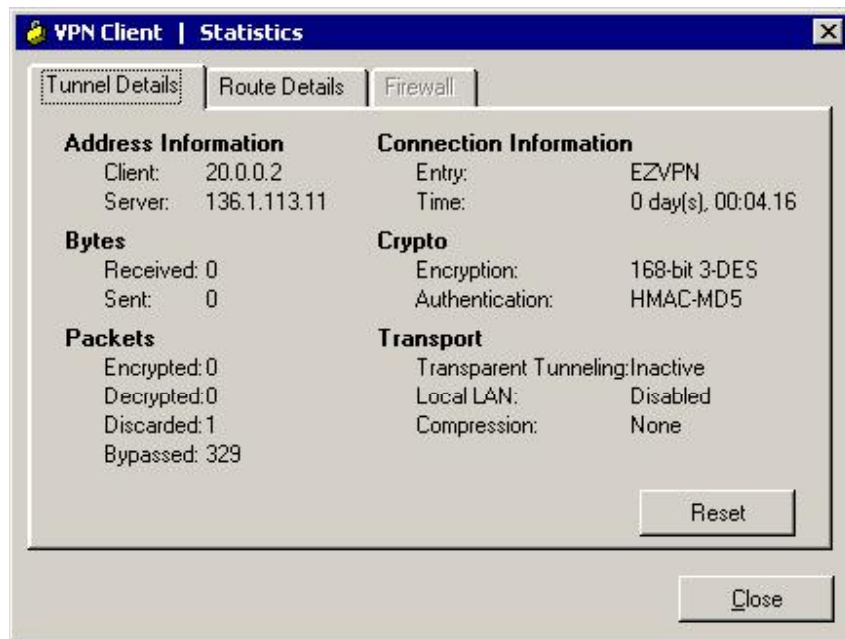 VPN Client | Statistics
Tunnel Details
Route Details
Firewall
Address Information
Client: 20.0.0.2
Server: 136.1.113.11
Connection Information
Entry: EZVPN
Time: 0 day(s), 00:04.16
Bytes
Received: 0
Sent: 0
Crypto
Encryption: 168-bit 3-DES
Authentication: HMAC-MD5
Packets
Encrypted: 0
Decrypted: 0
Discarded: 1
Bypassed: 329
Transport
Transparent Tunneling: Inactive
Local LAN: Disabled
Compression: None
Reset
Close